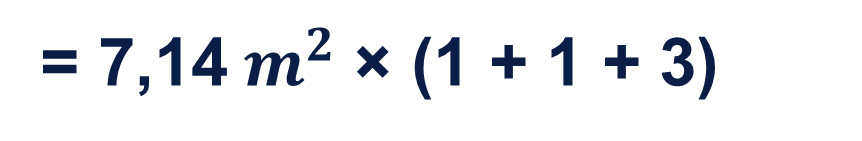 = 7,14 m² × (1 + 1 + 3)